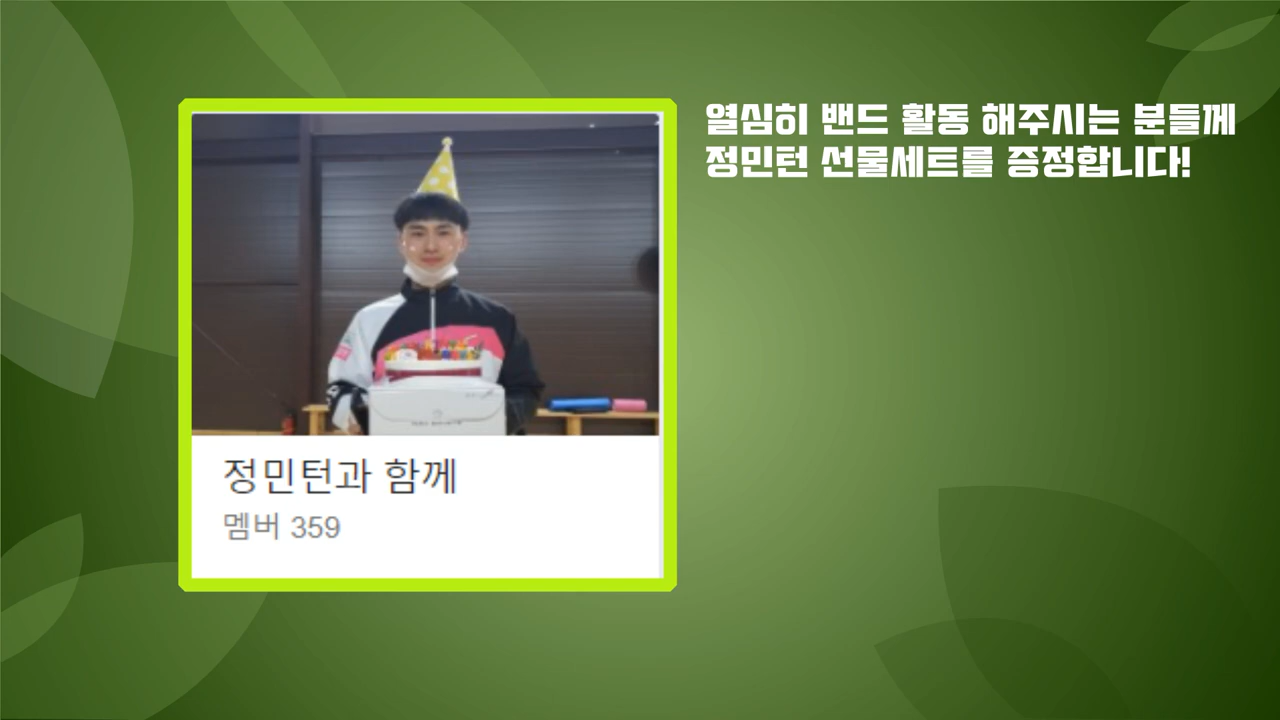 열심히 밴드 활동 해주시는 분들께
정민턴 선물세트를 증정합니다!
정민턴과 함께
멤버 359